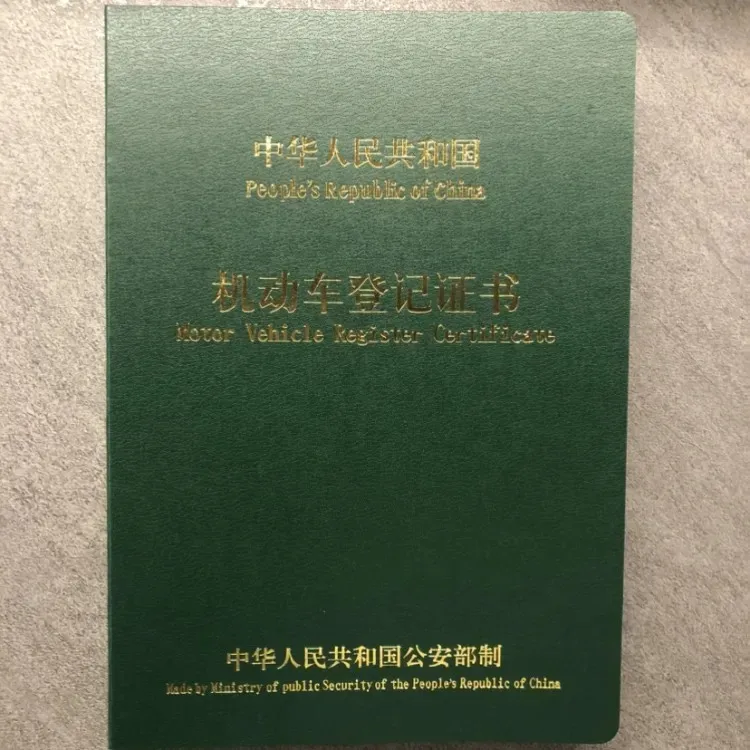 中华人民共和国
People's Republic of China
机动车登记证书
Motor Vehicle Register Certificate
中华人民共和国公安部制
Made by Ministry of public Security of the People's Republic of China